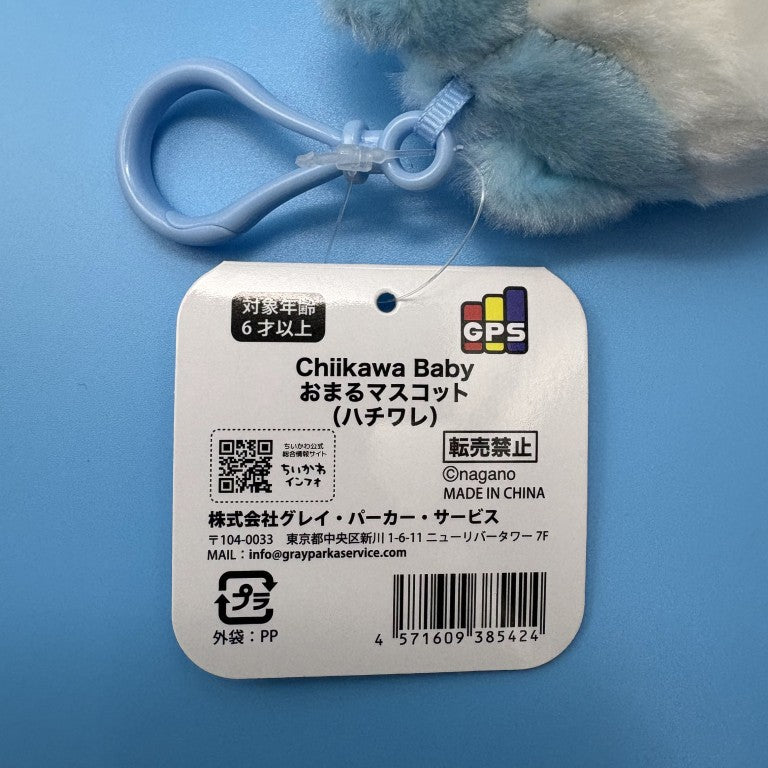 対象年齢
6才以上
GPS
Chiikawa Baby
おまるマスコット
(ハチワレ)
ちいかわ公式
総合情報サイト
ちいかわ
インフォ
転売禁止
©nagano
MADE IN CHINA
株式会社グレイ・パーカー・サービス
〒104-0033 東京都中央区新川 1-6-11 ニューリバータワー 7F
MAIL：info@grayparkaservice.com
プラ
外袋：PP
4 571609 385424